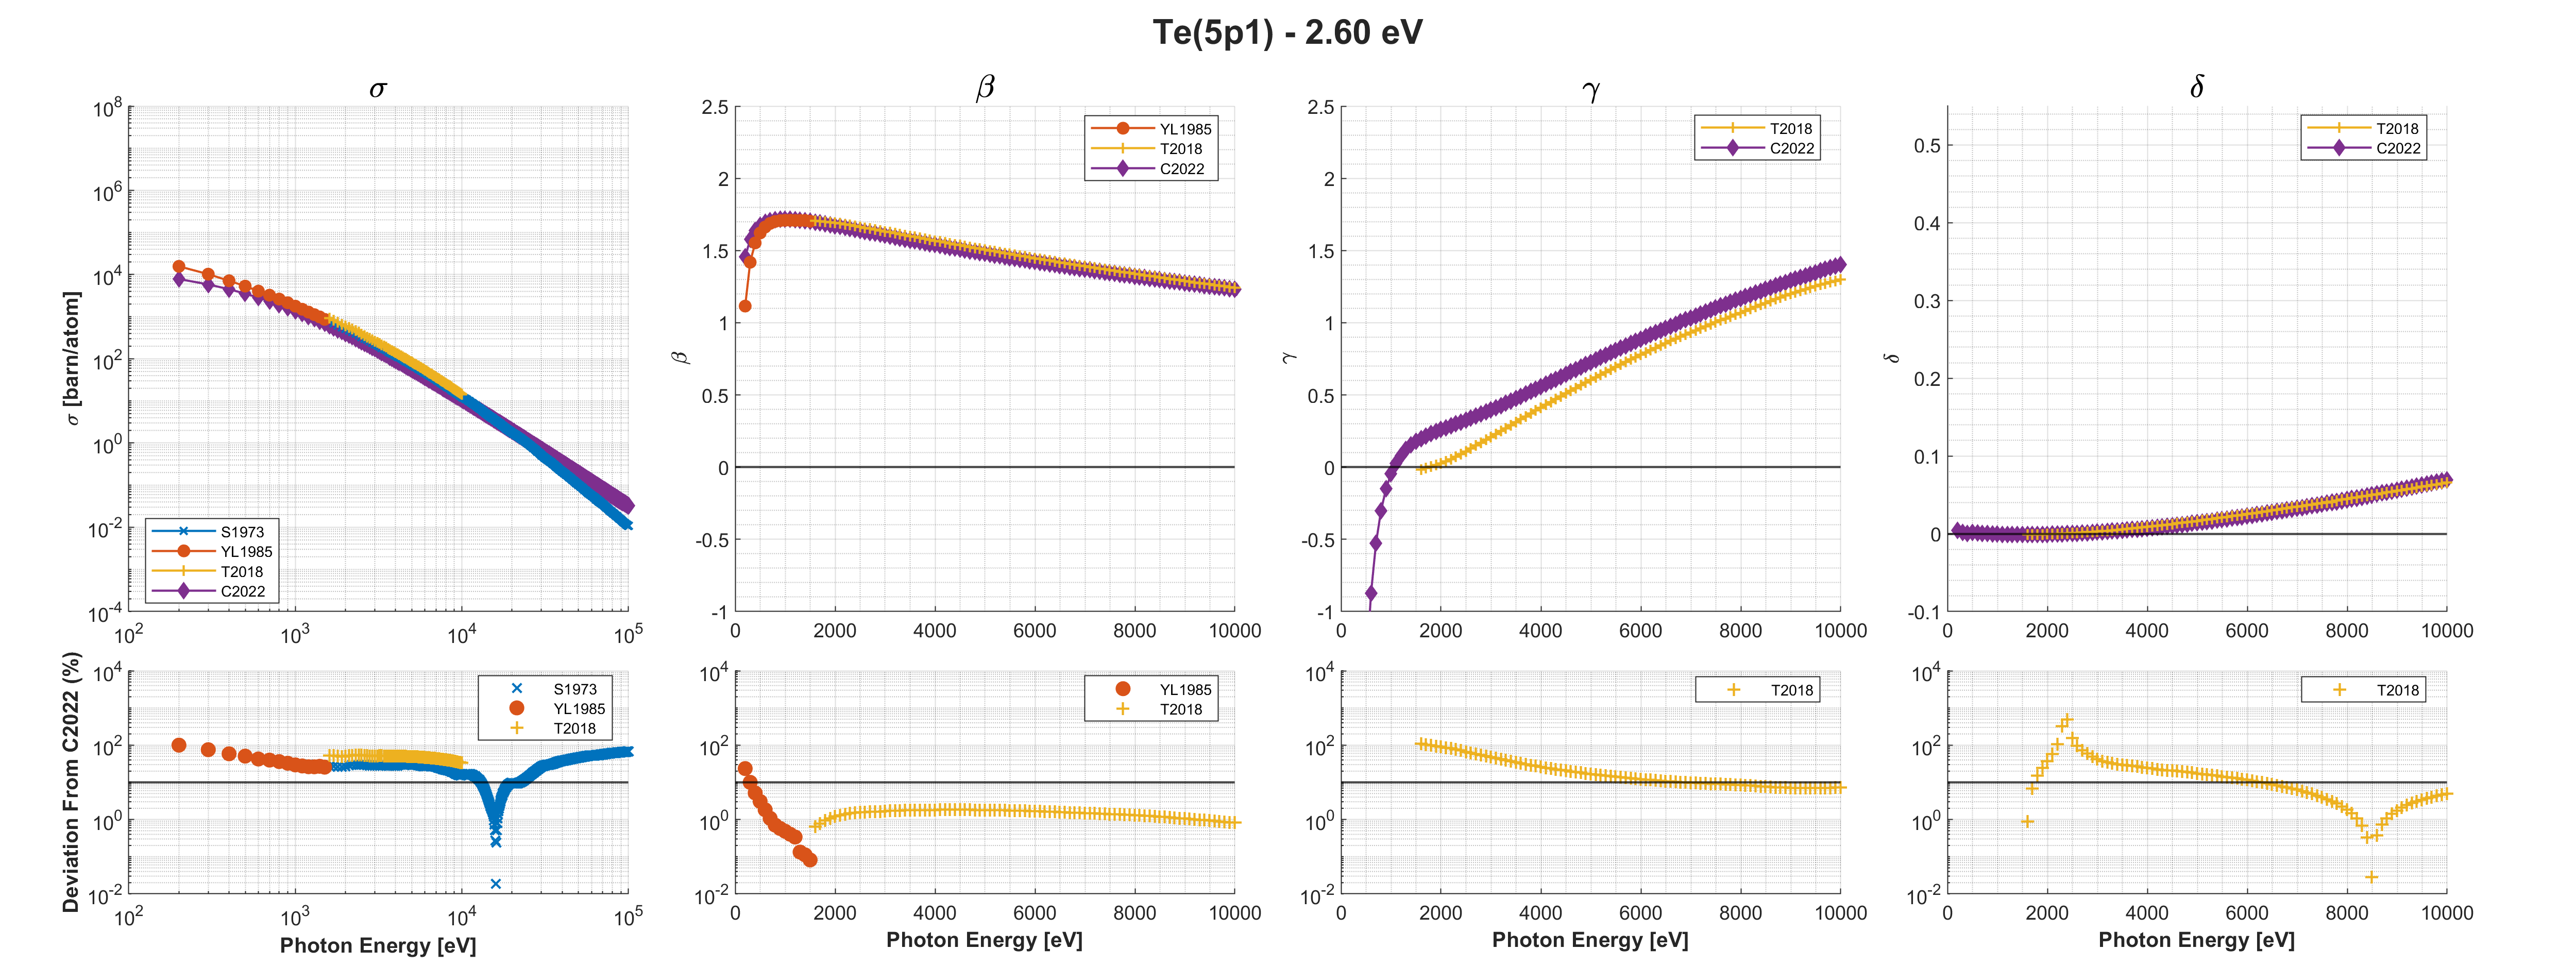 Te(5p1) - 2.60 eV
σ
10^8
10^6
10^4
10^2
10^0
10^-2
10^-4
10^2
10^3
10^4
10^5
σ [barn/atom]
S1973
YL1985
T2018
C2022
β
2.5
2
1.5
1
0.5
0
-0.5
-1
0
2000
4000
6000
8000
10000
β
YL1985
T2018
C2022
γ
2.5
2
1.5
1
0.5
0
-0.5
-1
0
2000
4000
6000
8000
10000
γ
T2018
C2022
δ
0.5
0.4
0.3
0.2
0.1
0
-0.1
0
2000
4000
6000
8000
10000
δ
T2018
C2022
Deviation From C2022 (%)
10^4
10^2
10^0
10^-2
10^2
10^3
10^4
10^5
Photon Energy [eV]
S1973
YL1985
T2018
10^4
10^2
10^0
10^-2
0
2000
4000
6000
8000
10000
Photon Energy [eV]
YL1985
T2018
10^4
10^2
10^0
10^-2
0
2000
4000
6000
8000
10000
Photon Energy [eV]
T2018
10^4
10^2
10^0
10^-2
0
2000
4000
6000
8000
10000
Photon Energy [eV]
T2018